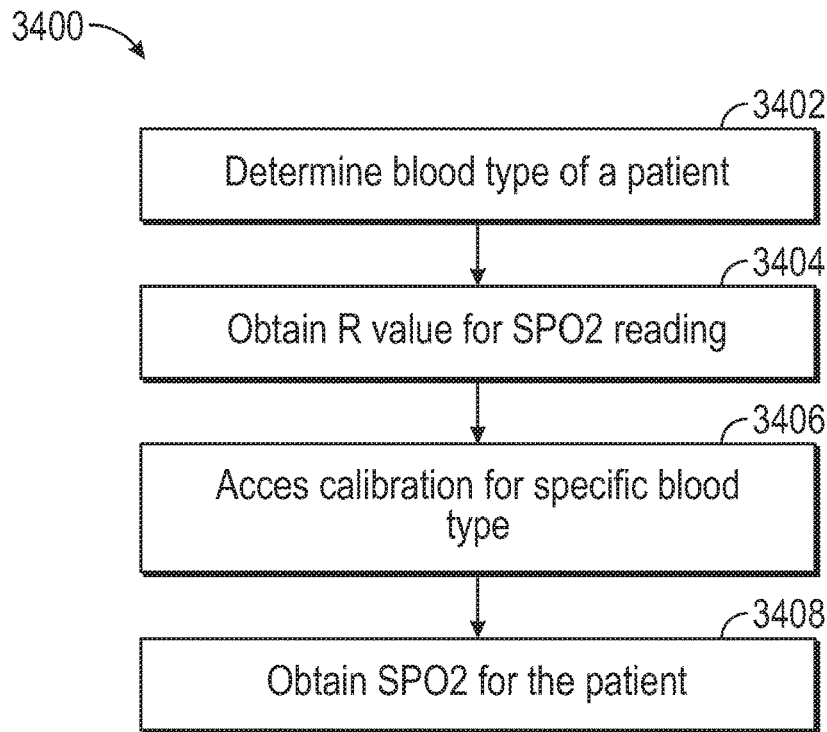 3400
3402
Determine blood type of a patient
3404
Obtain R value for SPO2 reading
3406
Acces calibration for specific blood
type
3408
Obtain SPO2 for the patient